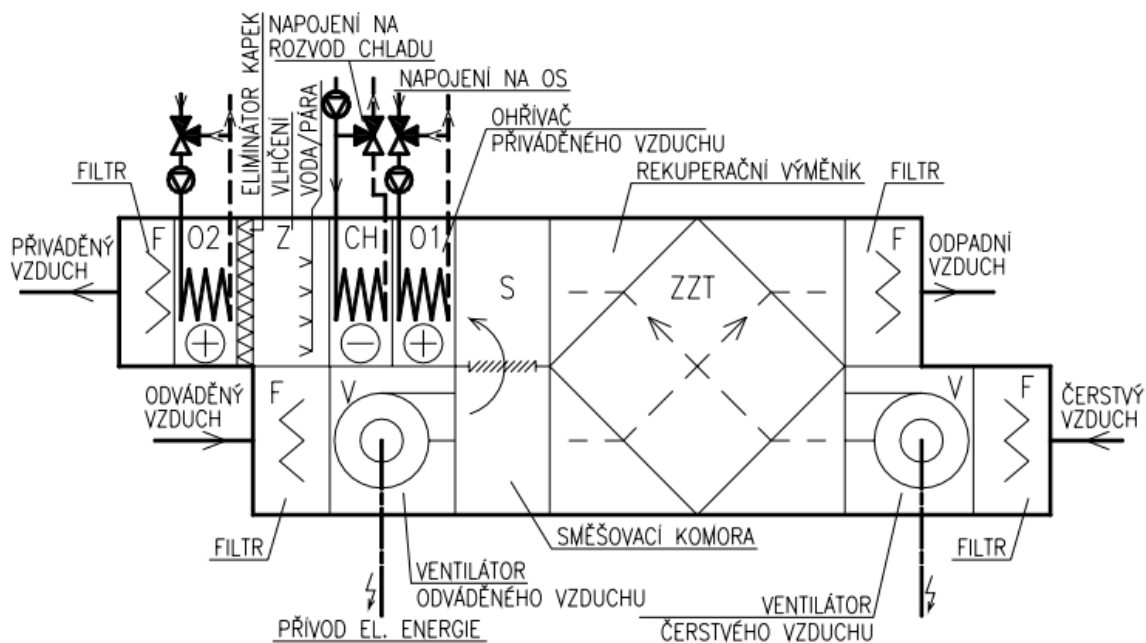 ELIMINÁTOR KAPEK
VLHČENÍ
VODA/PÁRA
NAPOJENÍ NA
ROZVOD CHLADU
NAPOJENÍ NA OS
OHŘÍVAČ
PŘIVÁDĚNÉHO VZDUCHU
REKUPERAČNÍ VÝMĚNÍK
FILTR
FILTR
PŘIVÁDĚNÝ
VZDUCH
F
O2
Z
CH
O1
S
ZZT
F
ODPADNÍ
VZDUCH
ODVÁDĚNÝ
VZDUCH
F
V
V
F
ČERSTVÝ
VZDUCH
FILTR
SMĚŠOVACÍ KOMORA
FILTR
VENTILÁTOR
ODVÁDĚNÉHO VZDUCHU
VENTILÁTOR
ČERSTVÉHO VZDUCHU
PŘÍVOD EL. ENERGIE